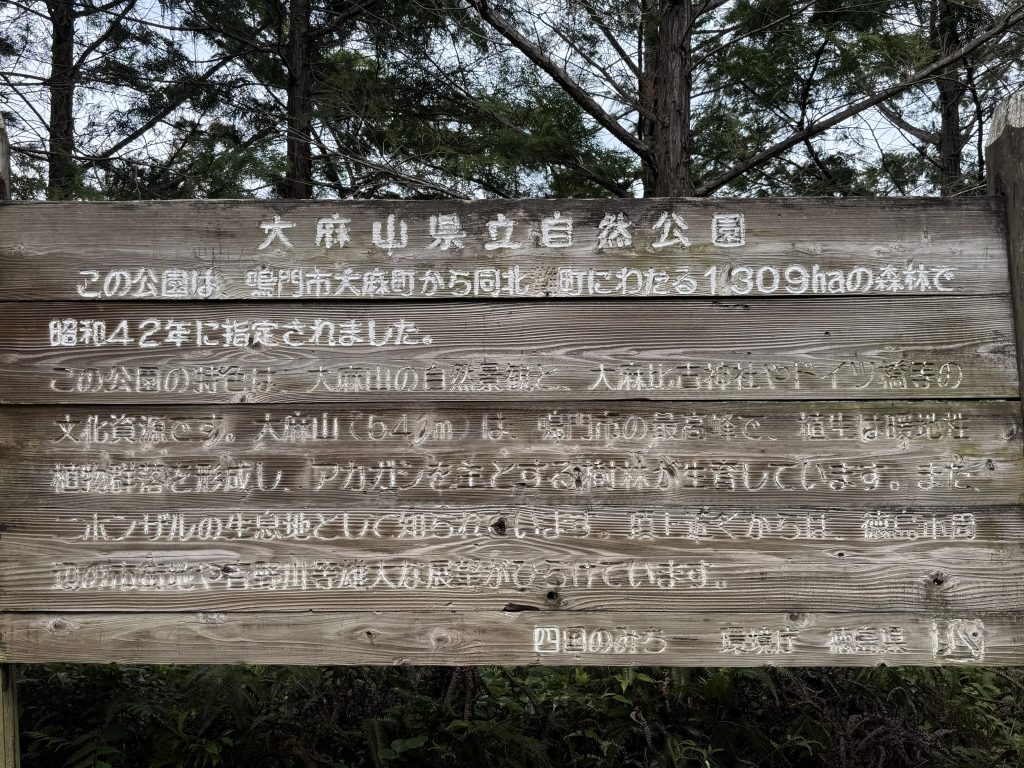 大麻山県立自然公園
この公園は、鳴門市大麻町から同北 町にわたる1,309haの森林で
昭和42年に指定されました。
この公園の特色は、大麻山の自然景観と、大麻比古神社やドイツ橋等の
文化資源です。大麻山（54 m）は、鳴門市の最高峰で、植生は暖地性
植物群落を形成し、アカガシを主とする樹林が生育しています。また、
ニホンザルの生息地として知られています。頂上近くからは、徳島市周
辺の市街地や吉野川等雄大な展望がひらけています。
四国のみち 環境庁 徳島県